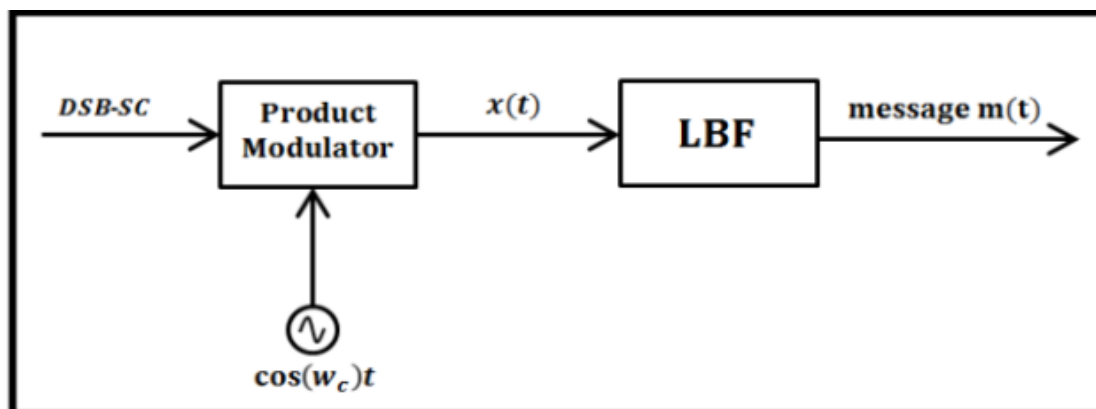 DSB-SC
Product
Modulator
x(t)
LBF
message m(t)
cos(w_c)t